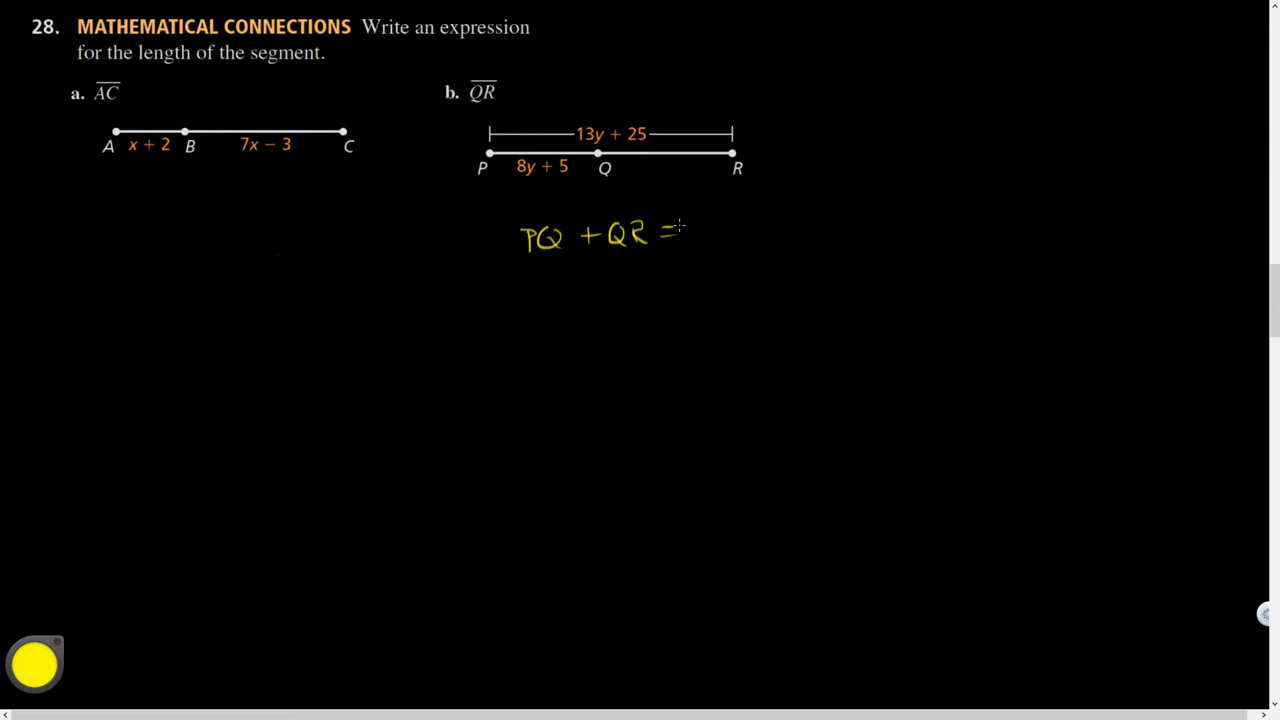 28. MATHEMATICAL CONNECTIONS Write an expression
for the length of the segment.
a. AC
b. QR
A x + 2 B 7x − 3 C
13y + 25
P 8y + 5 Q R
PQ + QR =